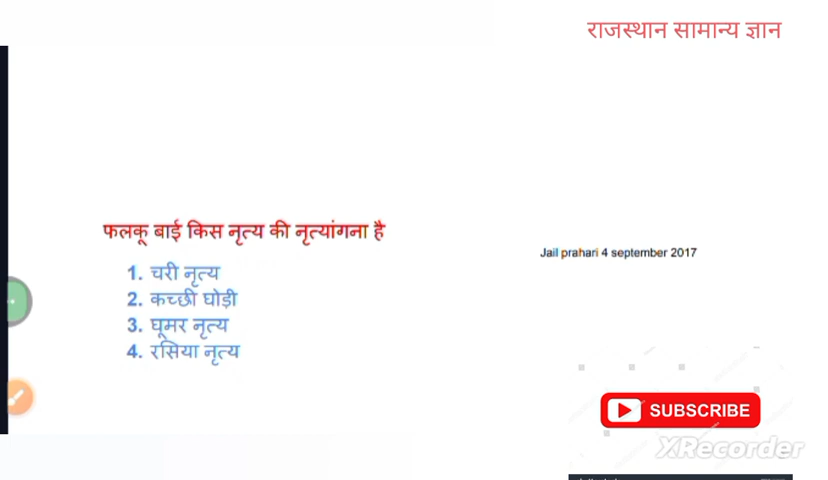 राजस्थान सामान्य ज्ञान
फलकू बाई किस नृत्य की नृत्यांगना है
Jail prahari 4 september 2017
1. चरी नृत्य
2. कच्छी घोड़ी
3. घूमर नृत्य
4. रसिया नृत्य
SUBSCRIBE
XRecorder